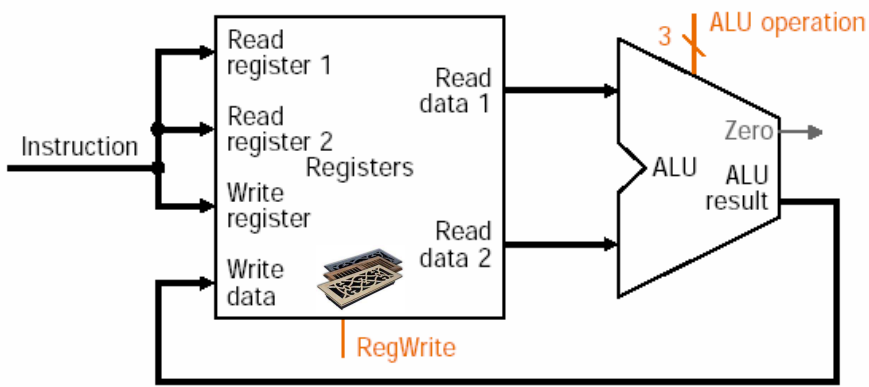 ALU operation
3
Read
register 1
Read
data 1
Read
register 2
Zero
Instruction
Registers
ALU
ALU
result
Write
register
Read
data 2
Write
data
RegWrite